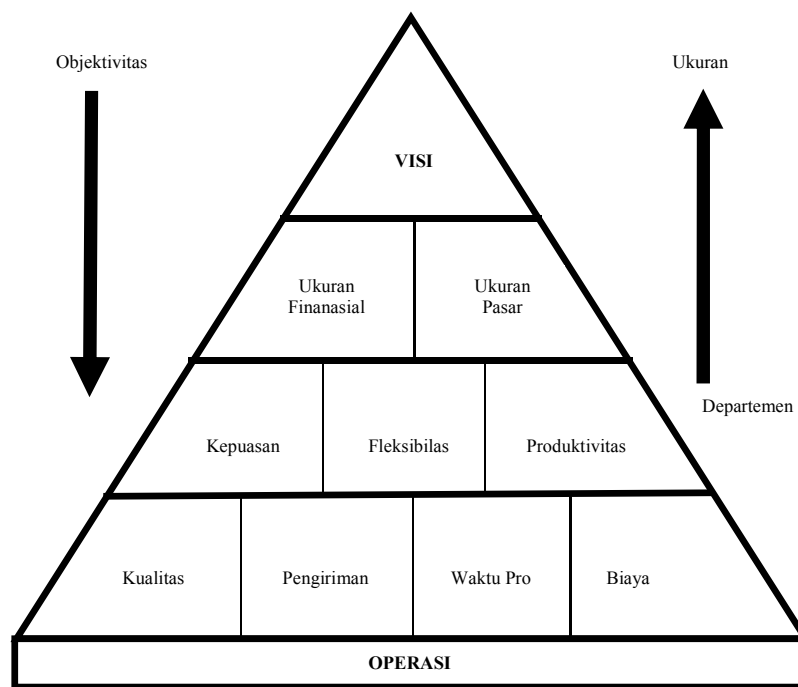 Objektivitas
Ukuran
VISI
Ukuran
Finanasial
Ukuran
Pasar
Departemen
Kepuasan
Fleksibilas
Produktivitas
Kualitas
Pengiriman
Waktu Pro
Biaya
OPERASI